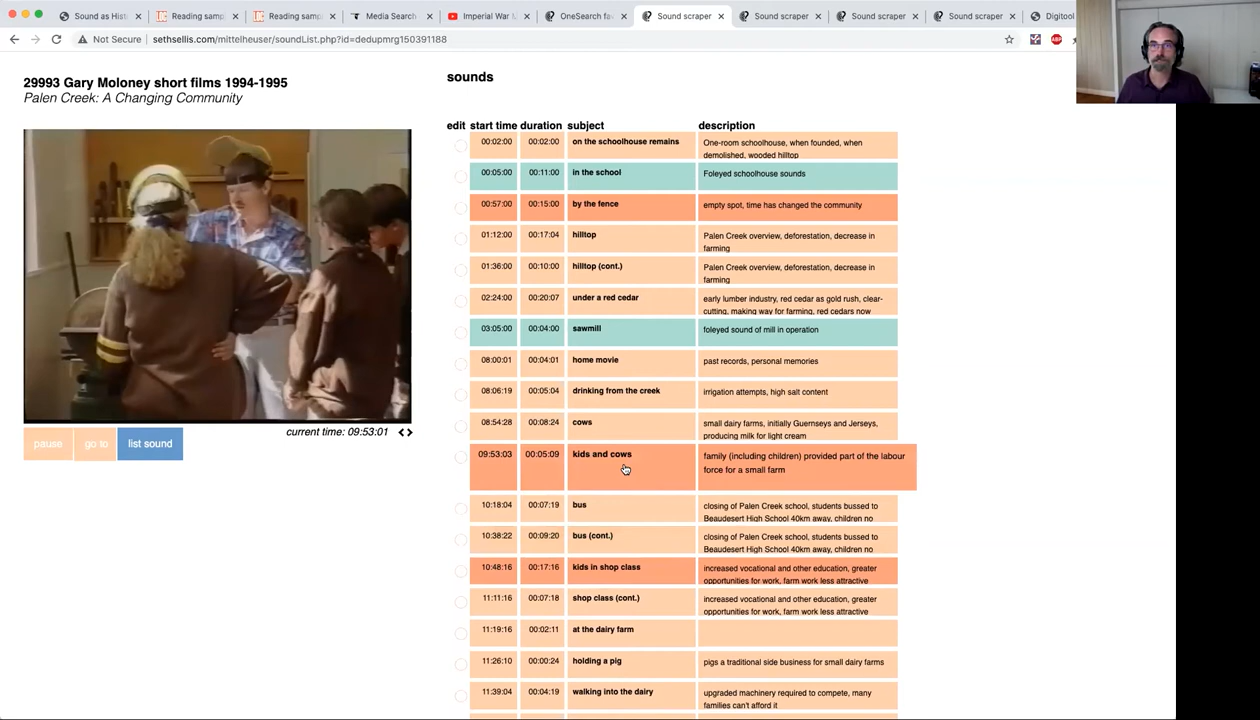 Sound as Hist
Reading samp
Reading samp
Media Search
Imperial War M
OneSearch fa
Sound scraper
Sound scraper
Sound scraper
Sound scraper
Digitool
Not Secure
sethsellis.com/mittelheuser/soundList.php?id=dedupmrg150391188
ABP
29993 Gary Moloney short films 1994-1995
Palen Creek: A Changing Community
pause
go to
list sound
current time: 09:53:01
sounds
edit start time duration subject description
00:02:00 00:02:00 on the schoolhouse remains One-room schoolhouse, when founded, when
demolished, wooded hilltop
00:05:00 00:11:00 in the school Foleyed schoolhouse sounds
00:57:00 00:15:00 by the fence empty spot, time has changed the community
01:12:00 00:17:04 hilltop Palen Creek overview, deforestation, decrease in
farming
01:36:00 00:10:00 hilltop (cont.) Palen Creek overview, deforestation, decrease in
farming
02:24:00 00:20:07 under a red cedar early lumber industry, red cedar as gold rush, clear-
cutting, making way for farming, red cedars now
03:05:00 00:04:00 sawmill foleyed sound of mill in operation
08:00:01 00:04:01 home movie past records, personal memories
08:06:19 00:05:04 drinking from the creek irrigation attempts, high salt content
08:54:28 00:08:24 cows small dairy farms, initially Guernseys and Jerseys,
producing milk for light cream
09:53:03 00:05:09 kids and cows family (including children) provided part of the labour
force for a small farm
10:18:04 00:07:19 bus closing of Palen Creek school, students bussed to
Beaudesert High School 40km away, children no
10:38:22 00:09:20 bus (cont.) closing of Palen Creek school, students bussed to
Beaudesert High School 40km away, children no
10:48:16 00:17:16 kids in shop class increased vocational and other education, greater
opportunities for work, farm work less attractive
11:11:16 00:07:18 shop class (cont.) increased vocational and other education, greater
opportunities for work, farm work less attractive
11:19:16 00:02:11 at the dairy farm
11:26:10 00:00:24 holding a pig pigs a traditional side business for small dairy farms
11:39:04 00:04:19 walking into the dairy upgraded machinery required to compete, many
families can't afford it